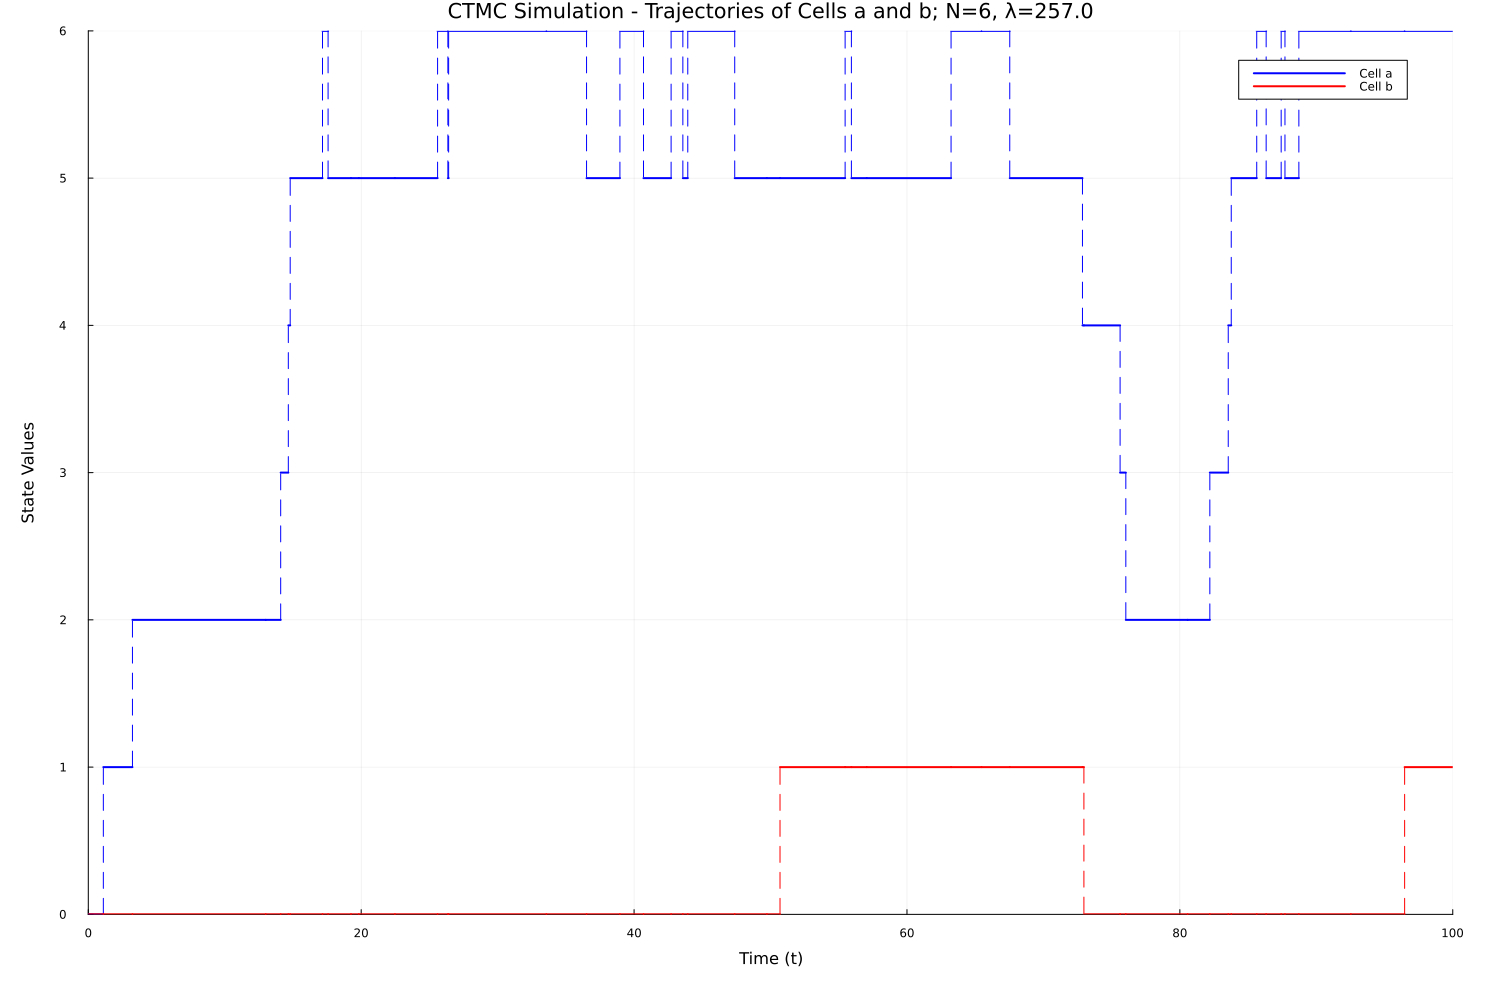 CTMC Simulation - Trajectories of Cells a and b; N=6, λ=257.0
6
Cell a
Cell b
5
4
State Values
3
2
1
0
0 20 40 60 80 100
Time (t)